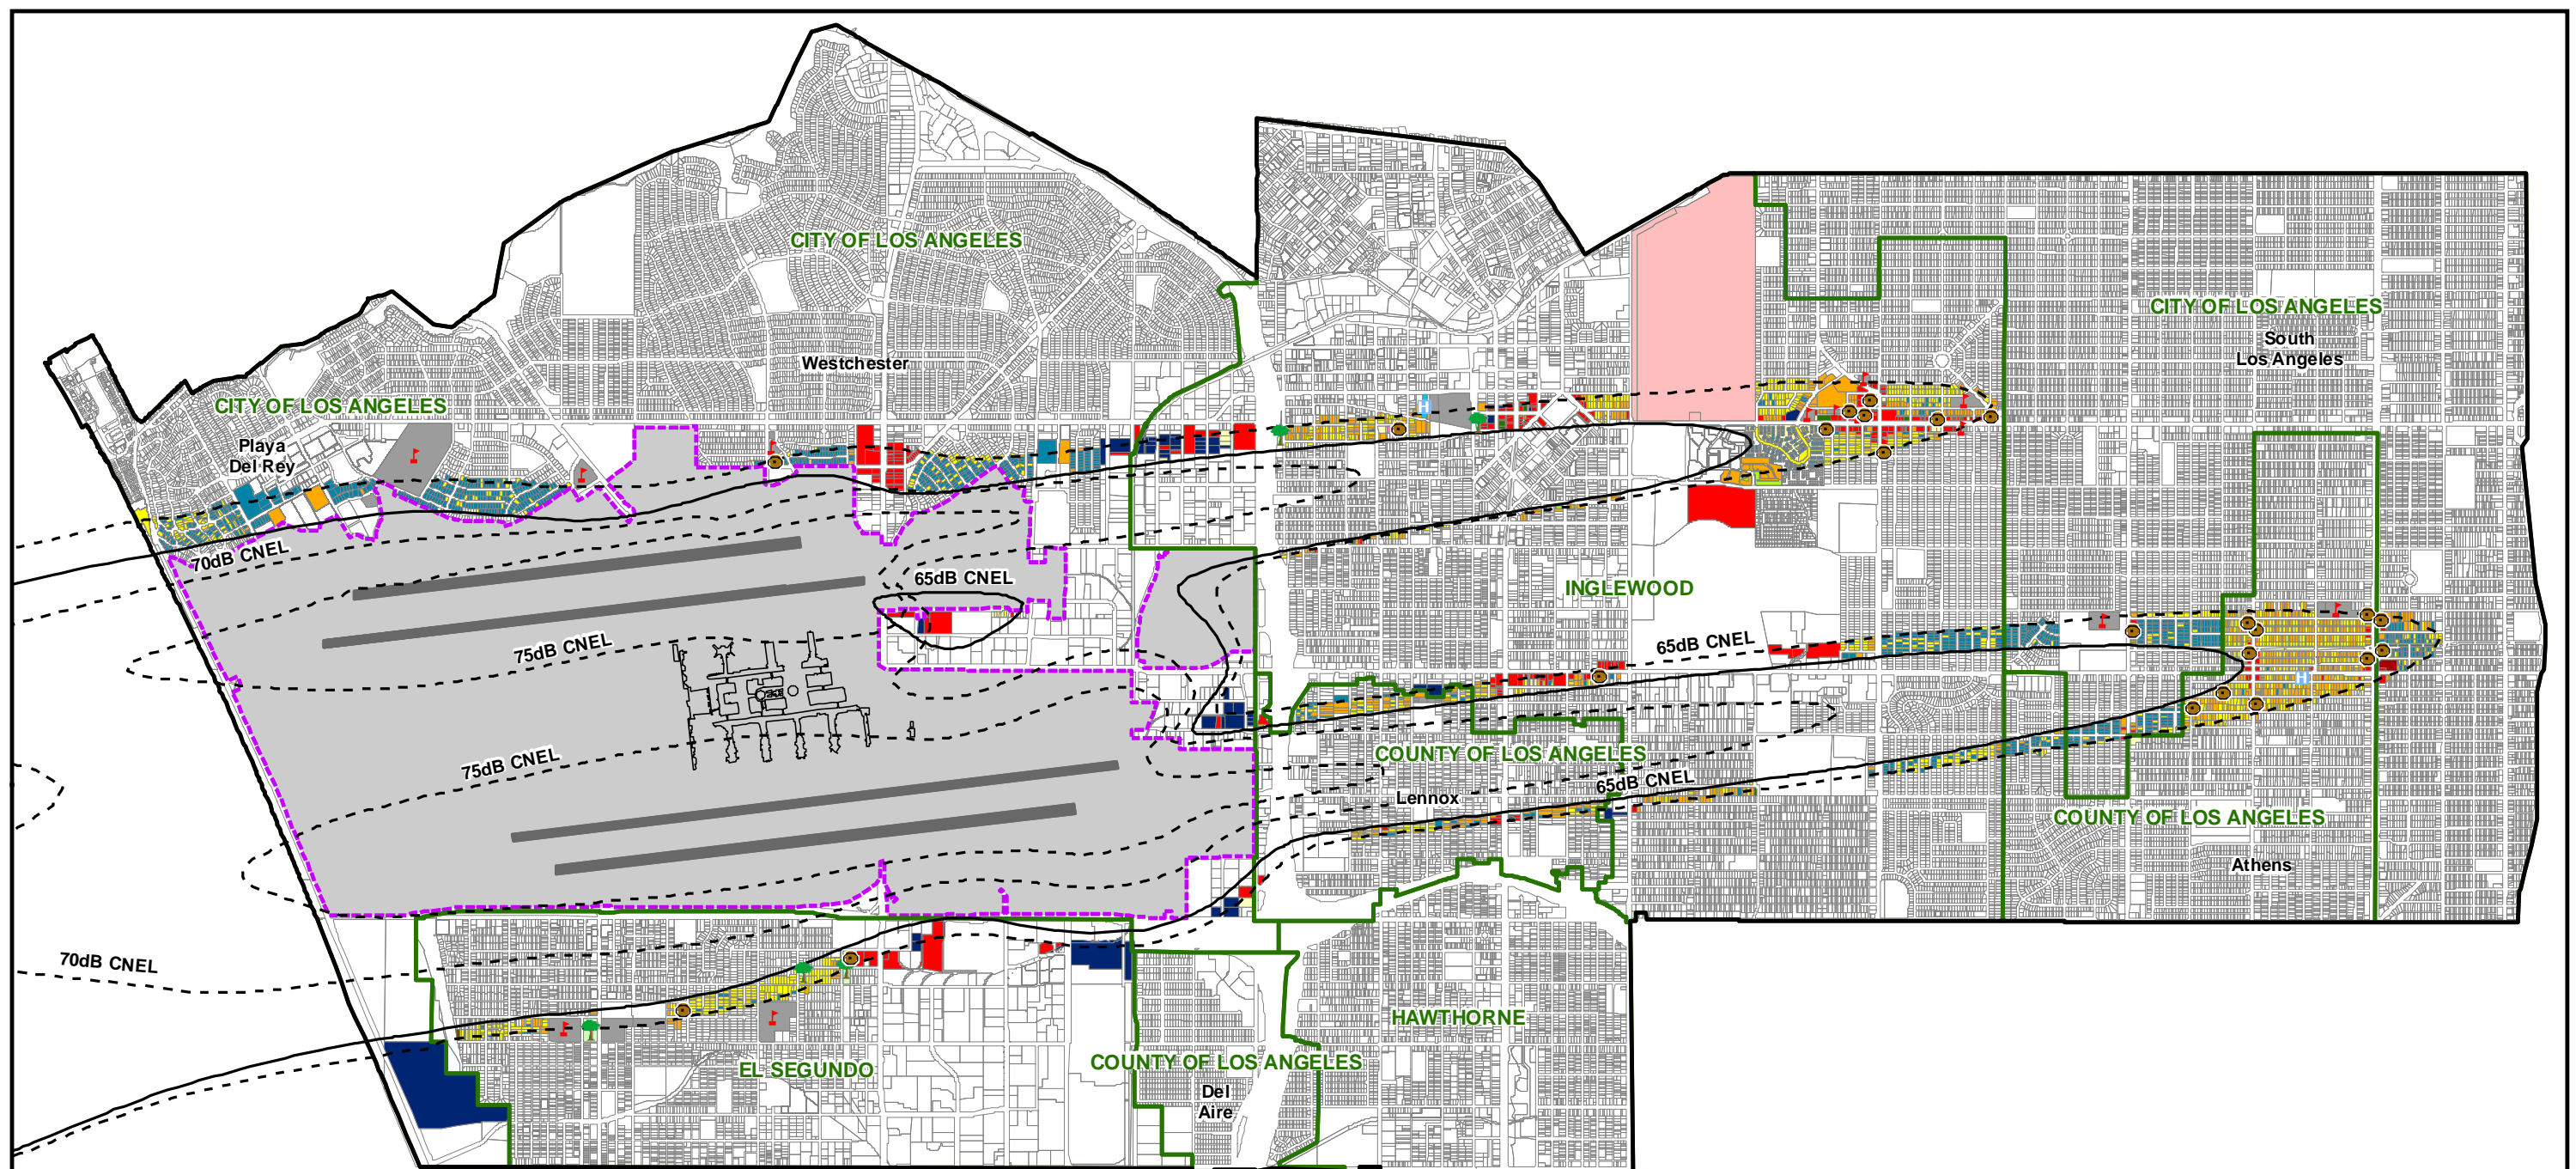 CITY OF LOS ANGELES
CITY OF LOS ANGELES
South
Los Angeles
Westchester
CITY OF LOS ANGELES
Playa
Del Rey
H
70dB CNEL
65dB CNEL
INGLEWOOD
75dB CNEL
65dB CNEL
H
75dB CNEL
COUNTY OF LOS ANGELES
65dB CNEL
Lennox
COUNTY OF LOS ANGELES
Athens
70dB CNEL
HAWTHORNE
EL SEGUNDO
COUNTY OF LOS ANGELES
Del
Aire